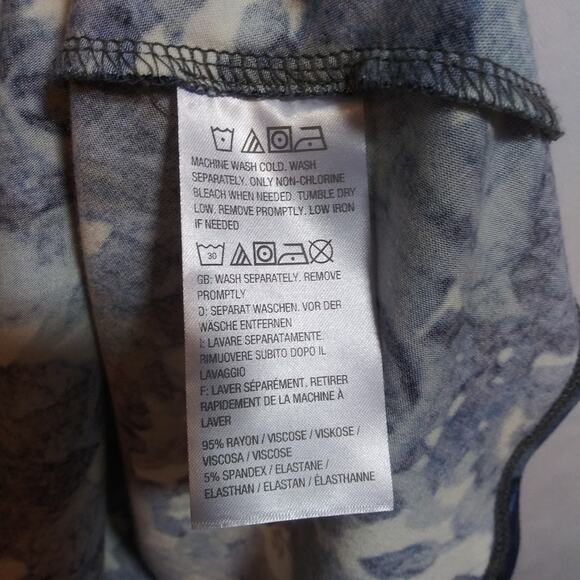 MACHINE WASH COLD. WASH
SEPARATELY. ONLY NON-CHLORINE
BLEACH WHEN NEEDED. TUMBLE DRY
LOW. REMOVE PROMPTLY. LOW IRON
IF NEEDED
30
GB: WASH SEPARATELY. REMOVE
PROMPTLY
D: SEPARAT WASCHEN. VOR DER
WÄSCHE ENTFERNEN
I: LAVARE SEPARATAMENTE.
RIMUOVERE SUBITO DOPO IL
LAVAGGIO
F: LAVER SÉPARÉMENT. RETIRER
RAPIDEMENT DE LA MACHINE À
LAVER
95% RAYON / VISCOSE / VISKOSE /
VISCOSA / VISCOSE
5% SPANDEX / ELASTANE /
ELASTHAN / ELASTAN / ÉLASTHANNE